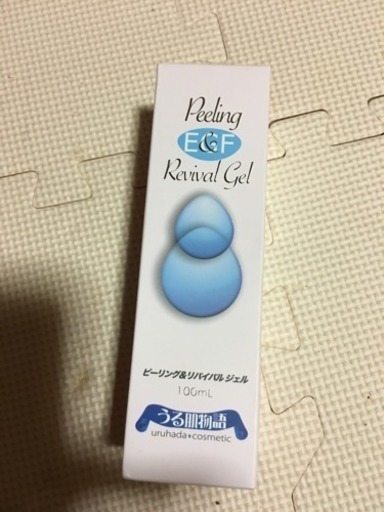 Peeling
EGF
&
Revival Gel
ピーリング&リバイバル ジェル
100mL
うる肌物語
uruhada+cosmetic